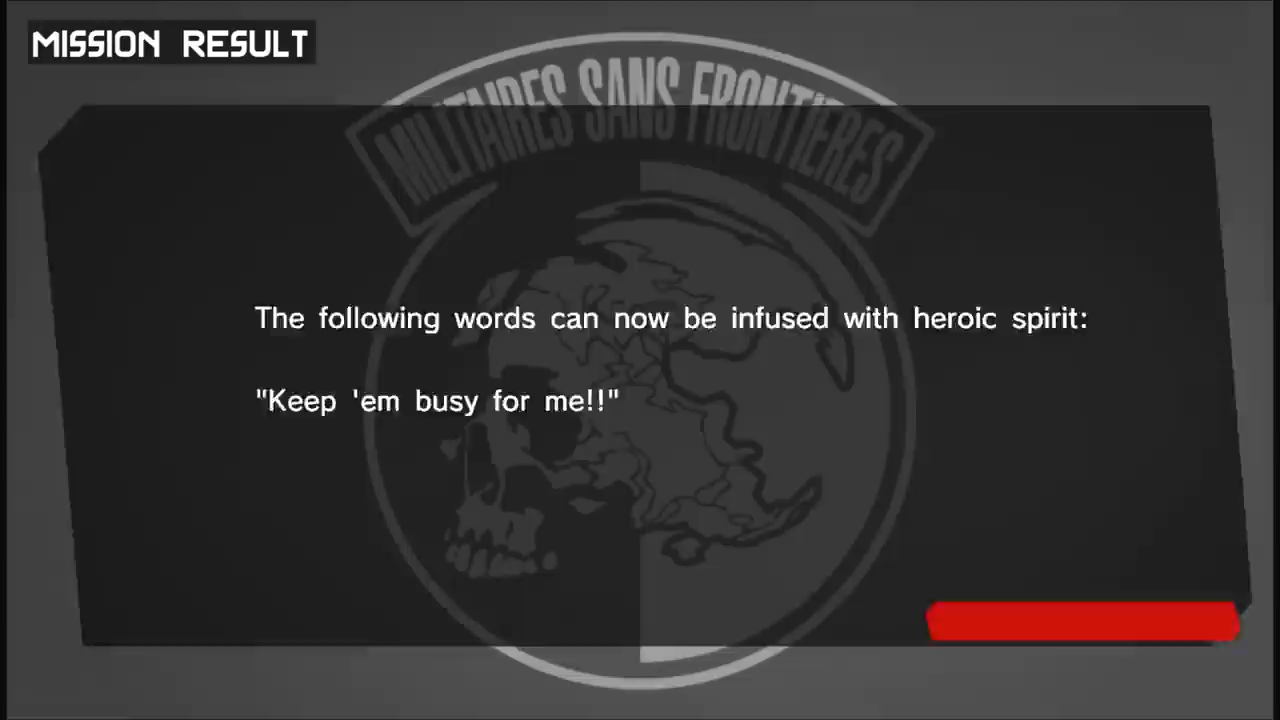 MISSION RESULT
MILITAIRES SANS FRONTIERES
The following words can now be infused with heroic spirit:
"Keep 'em busy for me!!"